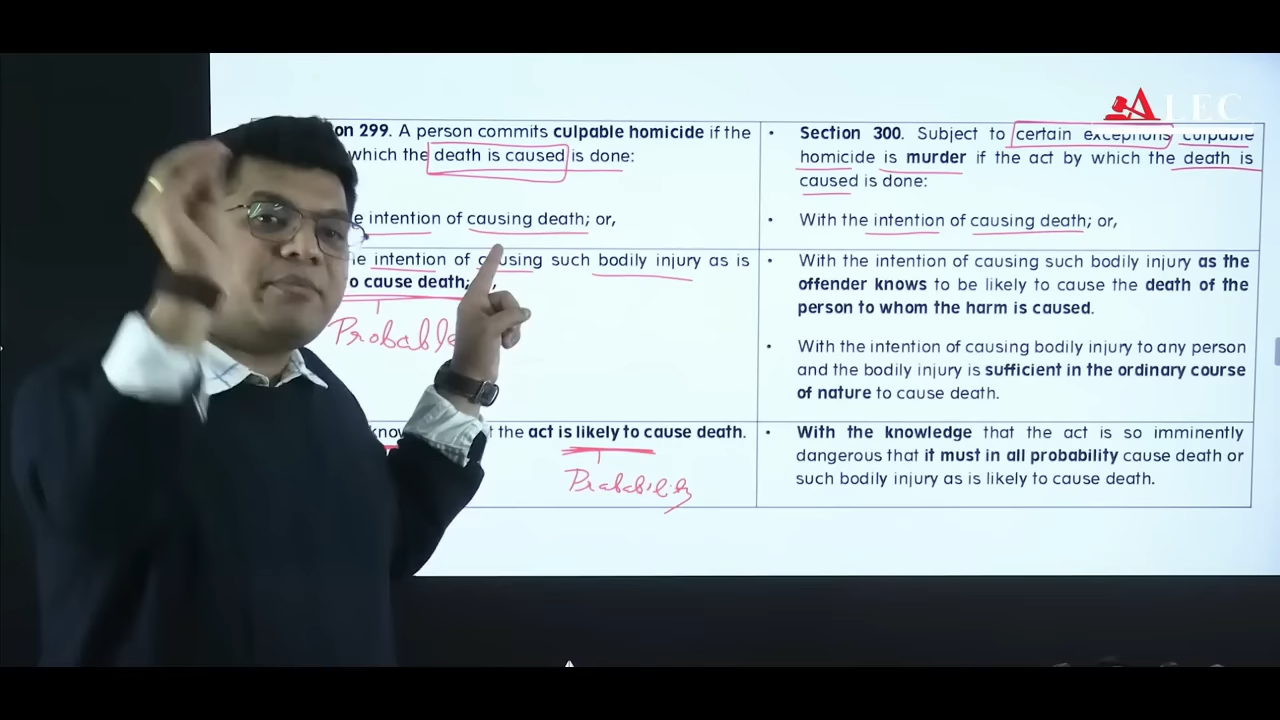 ALEC
on 299. A person commits culpable homicide if the
which the death is caused is done:
intention of causing death; or,
intention of causing such bodily injury as is
o cause death;
Probable
know
the act is likely to cause death.
Probability
• Section 300. Subject to certain exceptions culpable
homicide is murder if the act by which the death is
caused is done:
• With the intention of causing death; or,
• With the intention of causing such bodily injury as the
offender knows to be likely to cause the death of the
person to whom the harm is caused.
• With the intention of causing bodily injury to any person
and the bodily injury is sufficient in the ordinary course
of nature to cause death.
• With the knowledge that the act is so imminently
dangerous that it must in all probability cause death or
such bodily injury as is likely to cause death.